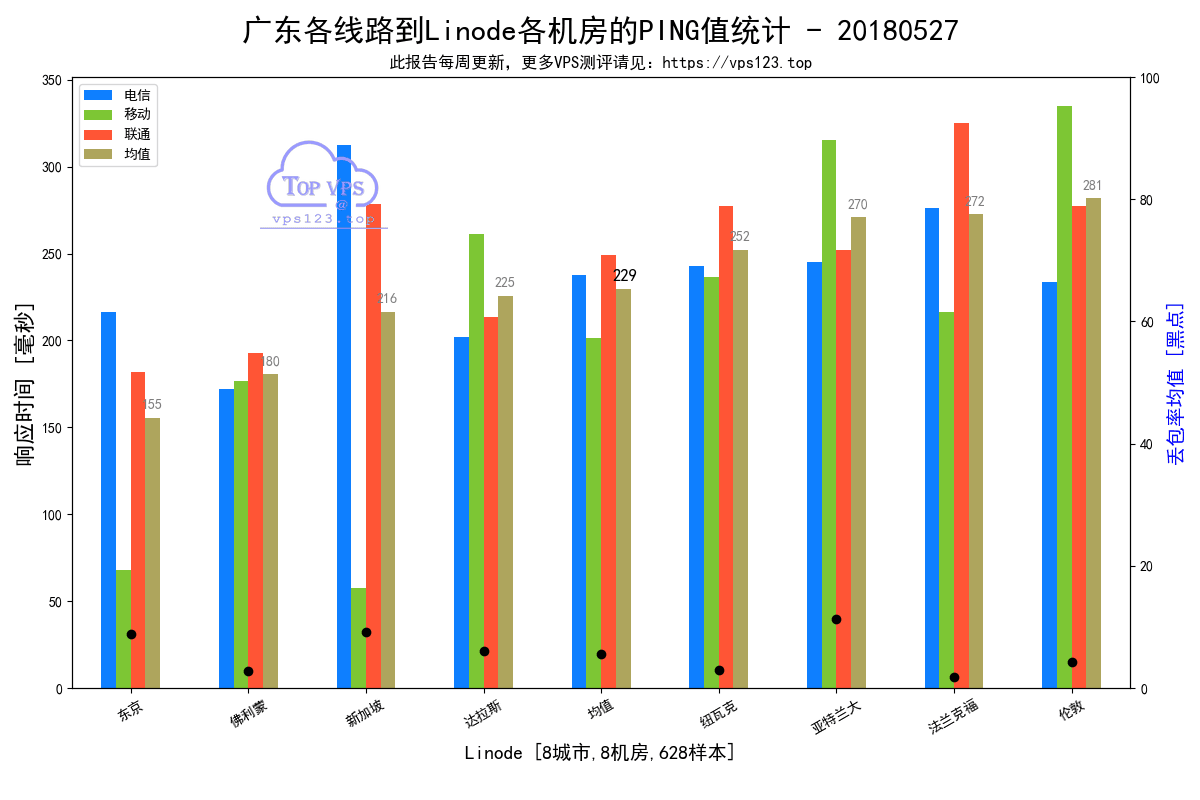 广东各线路到Linode各机房的PING值统计 - 20180527
此报告每周更新，更多VPS测评请见：https://vps123.top
电信
移动
联通
均值
TOP VPS
@
vps123.top
响应时间 [毫秒]
350
300
250
200
150
100
50
0
155
180
216
225
229
252
270
272
281
100
80
60
40
20
0
丢包率均值 [黑点]
东京
佛利蒙
新加坡
达拉斯
均值
纽瓦克
亚特兰大
法兰克福
伦敦
Linode [8城市,8机房,628样本]